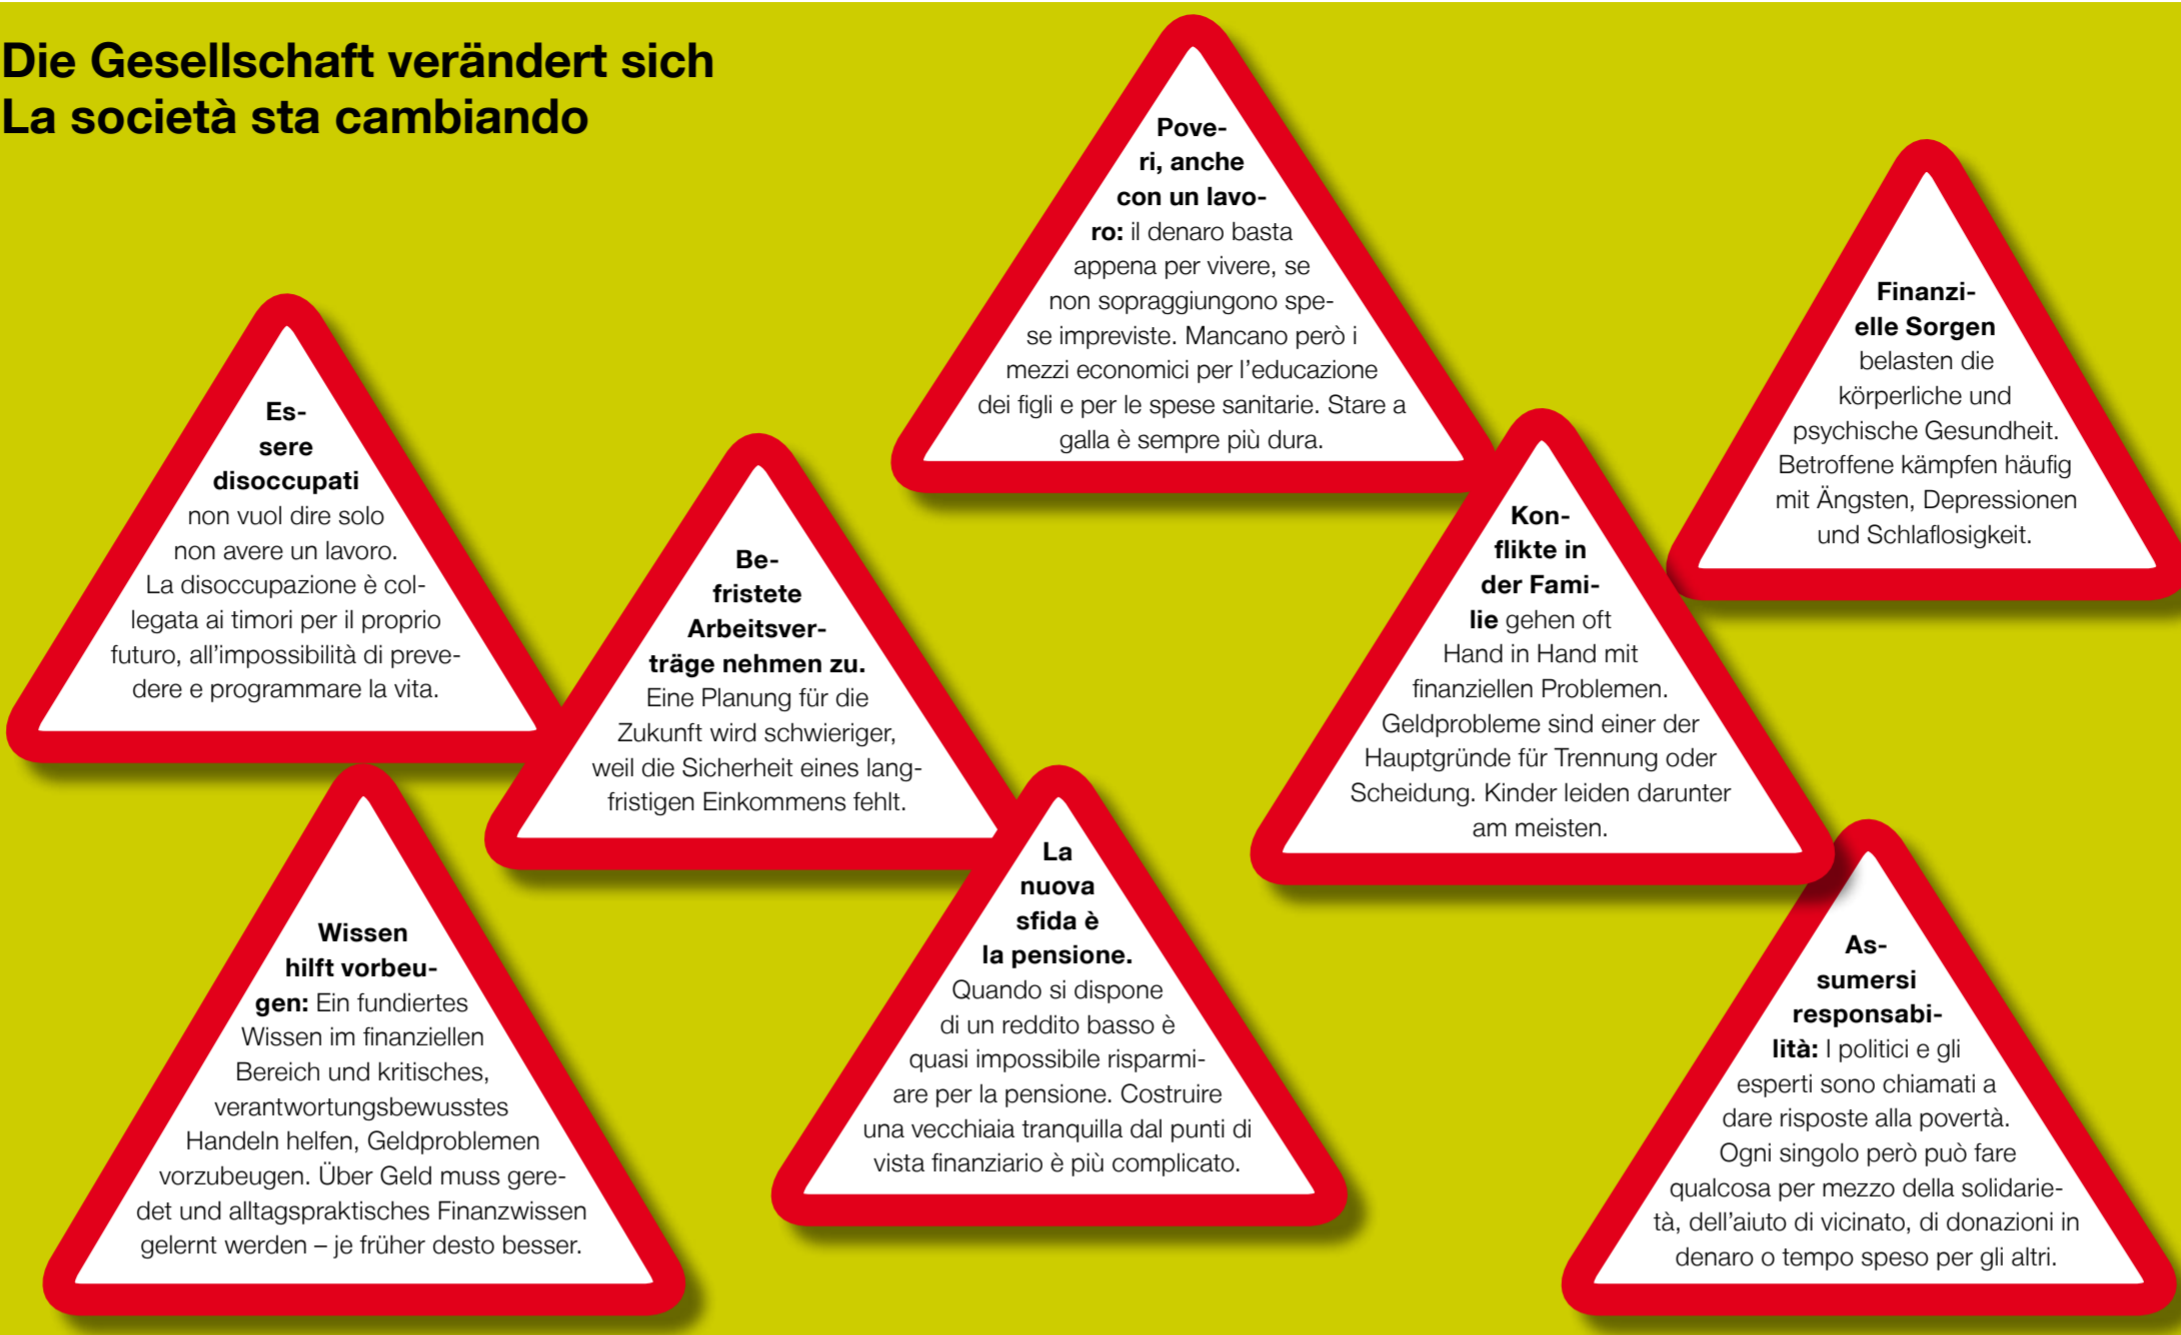 Die Gesellschaft verändert sich
La società sta cambiando
Pove-
ri, anche
con un lavo-
ro: il denaro basta
appena per vivere, se
non sopraggiungono spe-
se impreviste. Mancano però i
mezzi economici per l'educazione
dei figli e per le spese sanitarie. Stare a
galla è sempre più dura.
Finanzi-
elle Sorgen
belasten die
körperliche und
psychische Gesundheit.
Betroffene kämpfen häufig
mit Ängsten, Depressionen
und Schlaflosigkeit.
Es-
sere
disoccupati
non vuol dire solo
non avere un lavoro.
La disoccupazione è col-
legata ai timori per il proprio
futuro, all'impossibilità di preve-
dere e programmare la vita.
Be-
fristete
Arbeitsver-
träge nehmen zu.
Eine Planung für die
Zukunft wird schwieriger,
weil die Sicherheit eines lang-
fristigen Einkommens fehlt.
Kon-
flikte in
der Fami-
lie gehen oft
Hand in Hand mit
finanziellen Problemen.
Geldprobleme sind einer der
Hauptgründe für Trennung oder
Scheidung. Kinder leiden darunter
am meisten.
Wissen
hilft vorbeu-
gen: Ein fundiertes
Wissen im finanziellen
Bereich und kritisches,
verantwortungsbewusstes
Handeln helfen, Geldproblemen
vorzubeugen. Über Geld muss gere-
det und alltagspraktisches Finanzwissen
gelernt werden – je früher desto besser.
La
nuova
sfida è
la pensione.
Quando si dispone
di un reddito basso è
quasi impossibile risparmi-
are per la pensione. Costruire
una vecchiaia tranquilla dal punti di
vista finanziario è più complicato.
As-
sumersi
responsabi-
lità: I politici e gli
esperti sono chiamati a
dare risposte alla povertà.
Ogni singolo però può fare
qualcosa per mezzo della solidarie-
tà, dell'aiuto di vicinato, di donazioni in
denaro o tempo speso per gli altri.